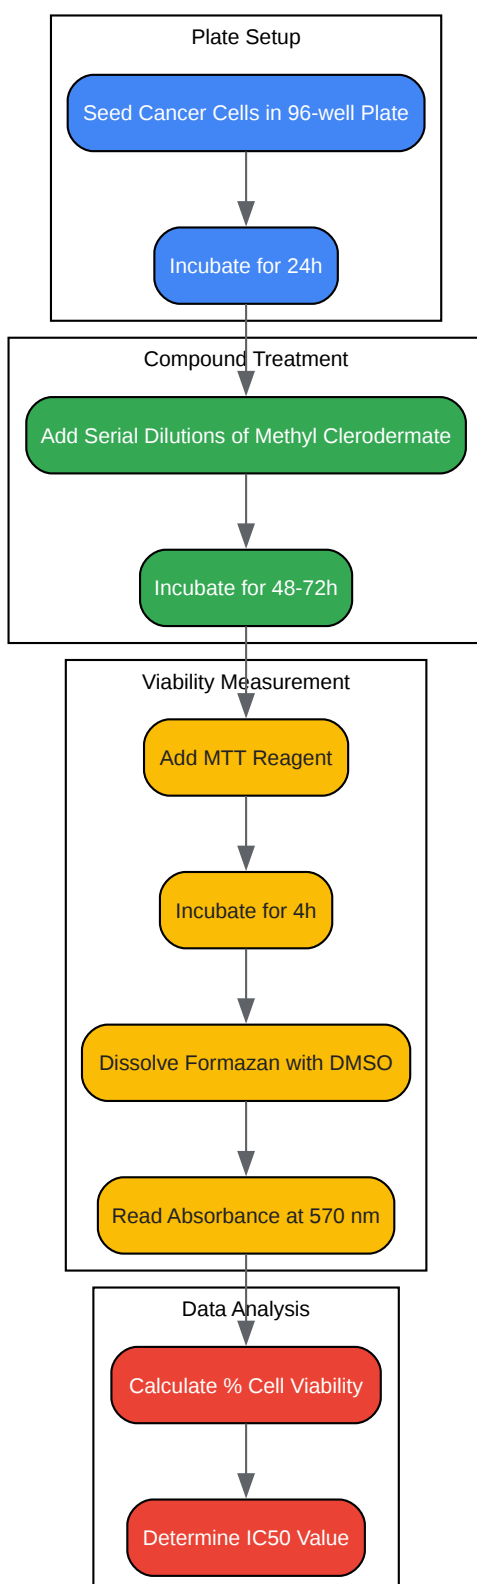 Plate Setup
Seed Cancer Cells in 96-well Plate
Incubate for 24h
Compound Treatment
Add Serial Dilutions of Methyl Clerodermate
Incubate for 48-72h
Viability Measurement
Add MTT Reagent
Incubate for 4h
Dissolve Formazan with DMSO
Read Absorbance at 570 nm
Data Analysis
Calculate % Cell Viability
Determine IC50 Value